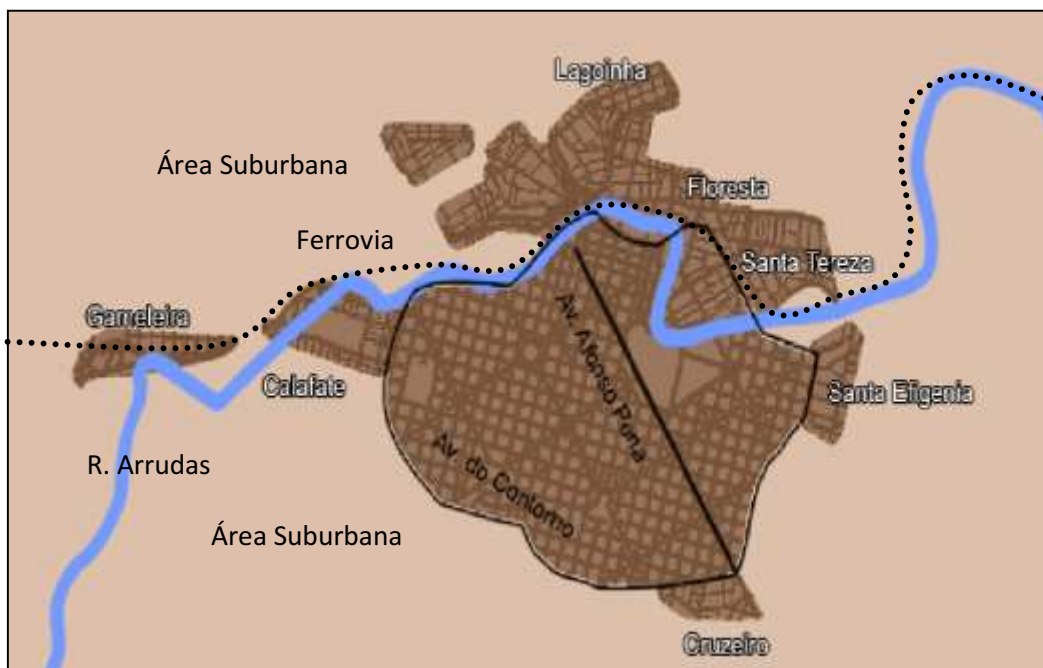 Lagoinha
Área Suburbana
Floresta
Ferrovia
Santa Tereza
Gameleira
Av. Afonso Pena
Calafate
Santa Efigenia
R. Arrudas
Av. do Contorno
Área Suburbana
Cruzeiro